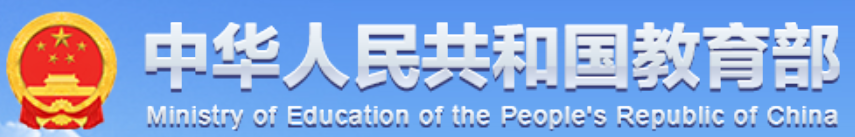 中华人民共和国教育部
Ministry of Education of the People's Republic of China